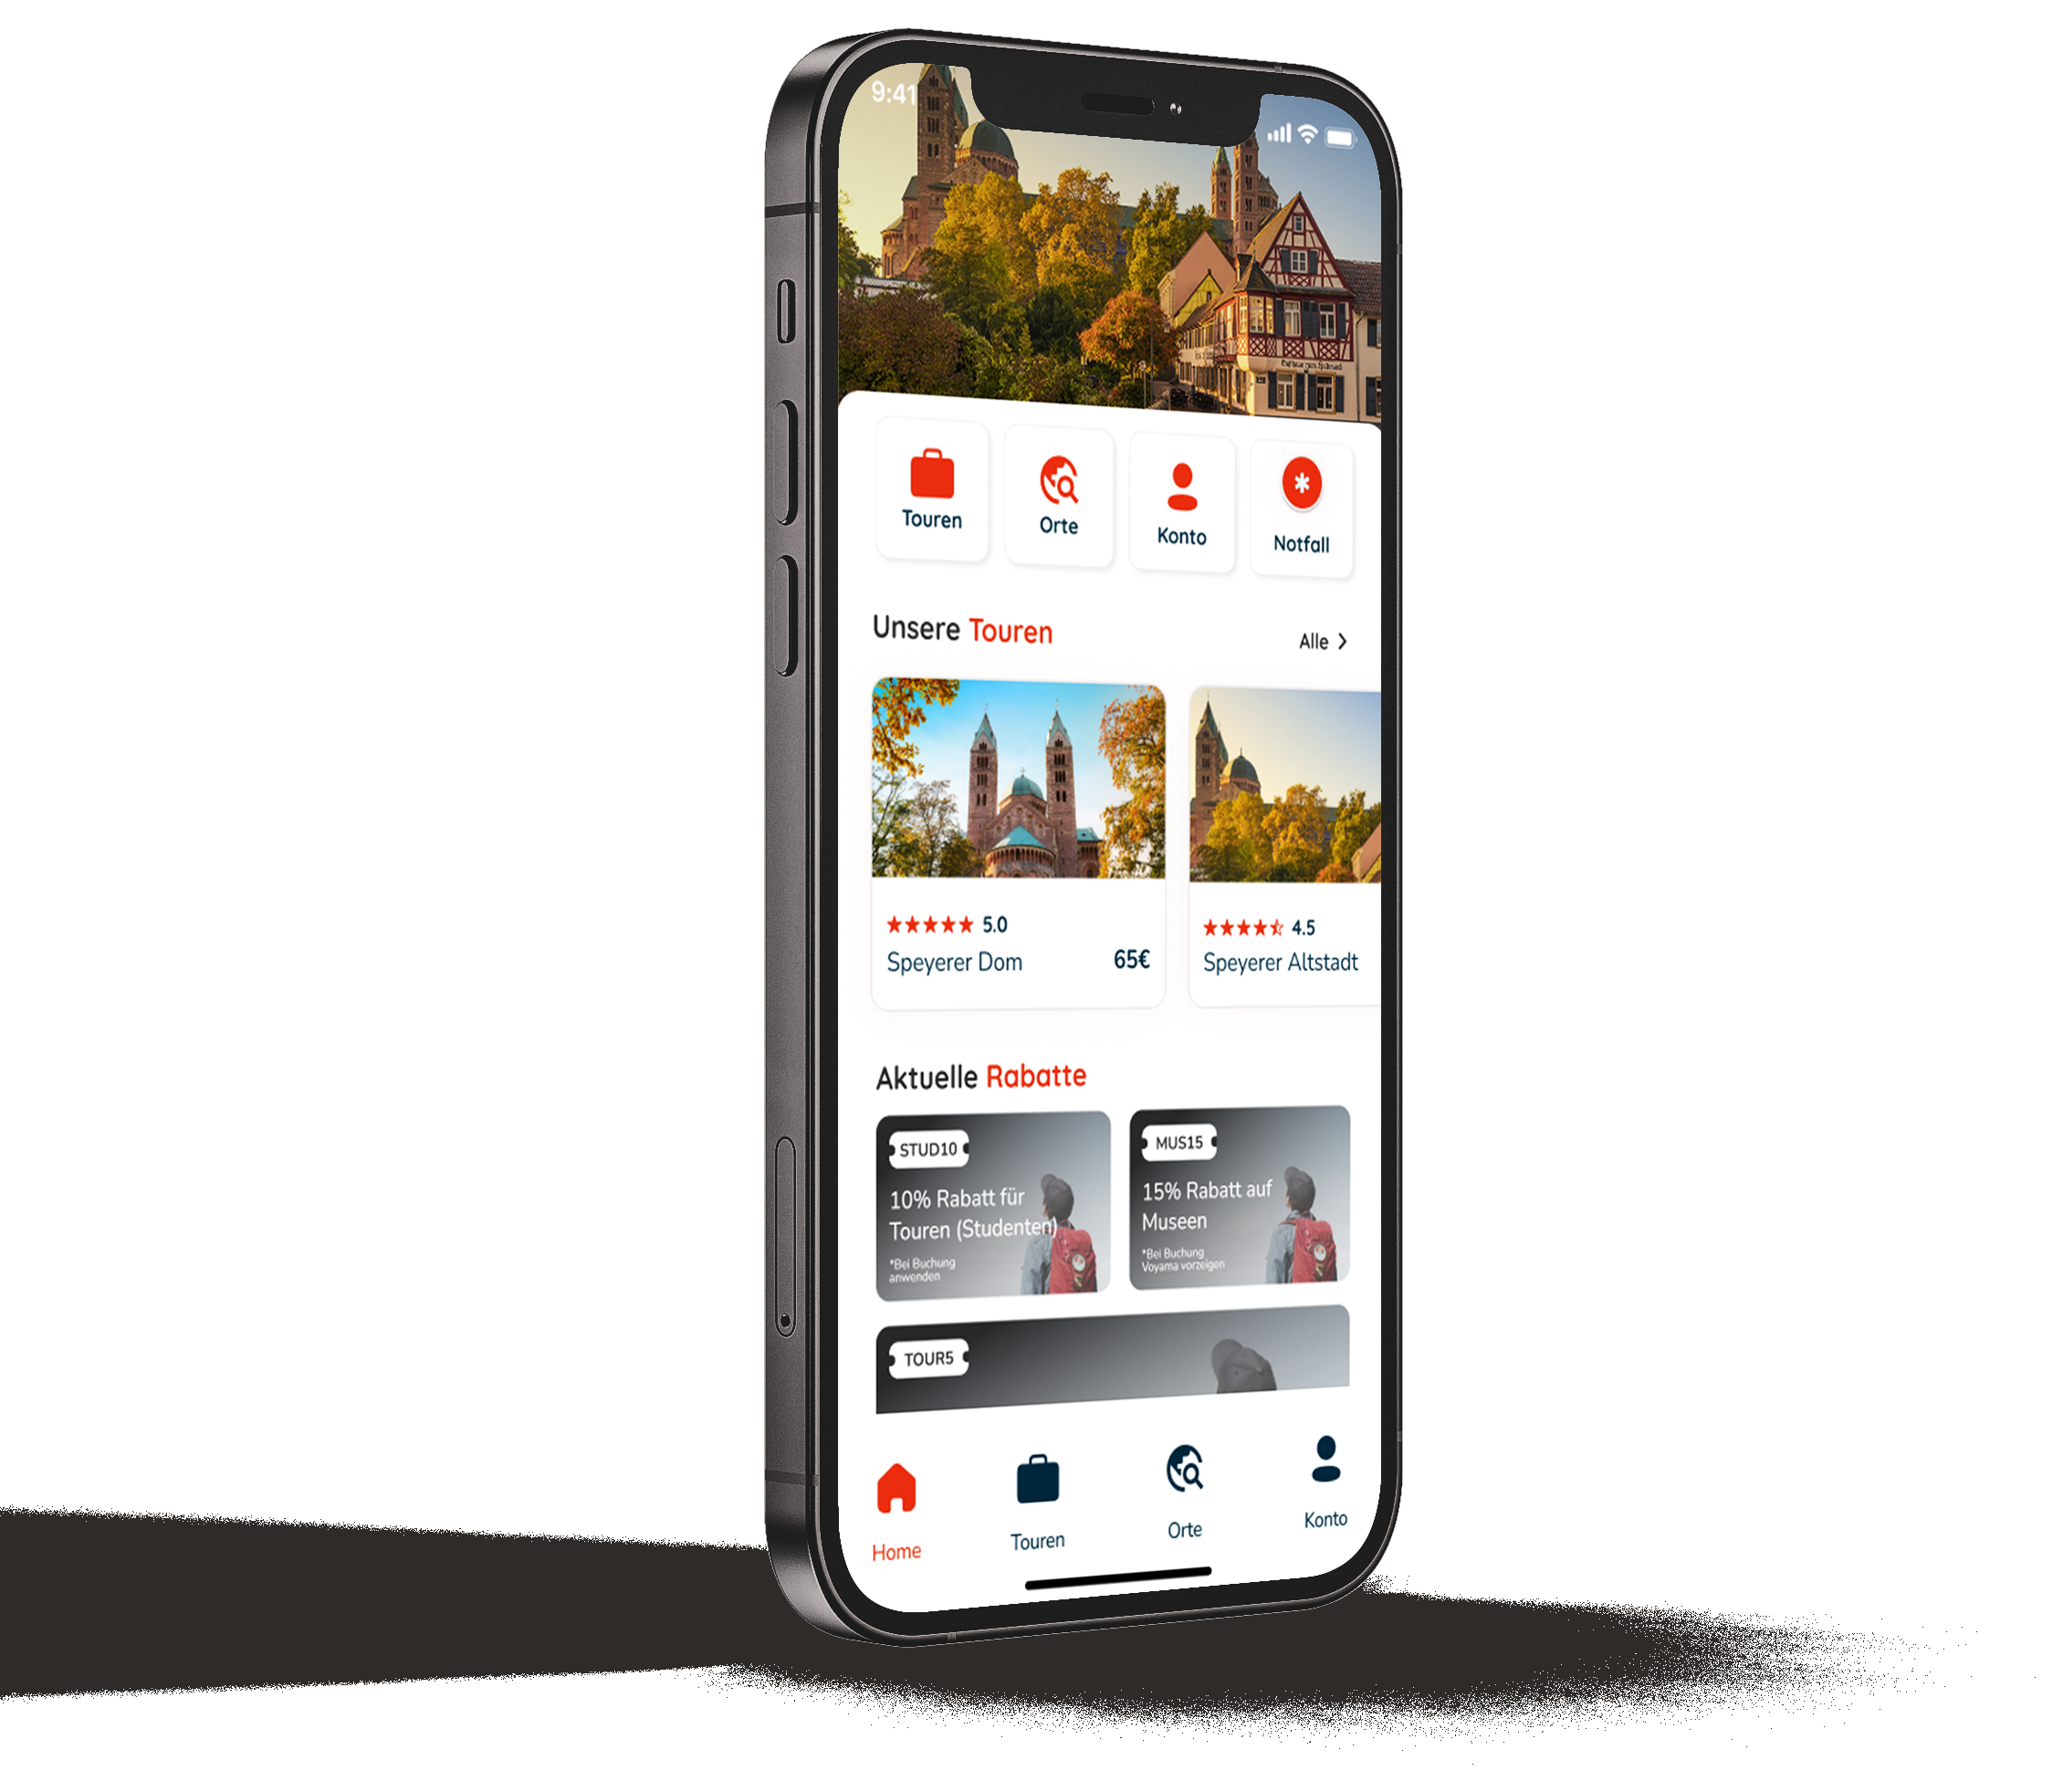 9:41
Touren
Orte
Konto
Notfall
Unsere Touren
Alle
5.0
Speyerer Dom
65€
4.5
Speyerer Altstadt
Aktuelle Rabatte
STUD10
10% Rabatt für
Touren (Studenten)
*Bei Buchung
anwenden
MUS15
15% Rabatt auf
Museen
*Bei Buchung
Voyama vorzeigen
TOUR5
Home
Touren
Orte
Konto